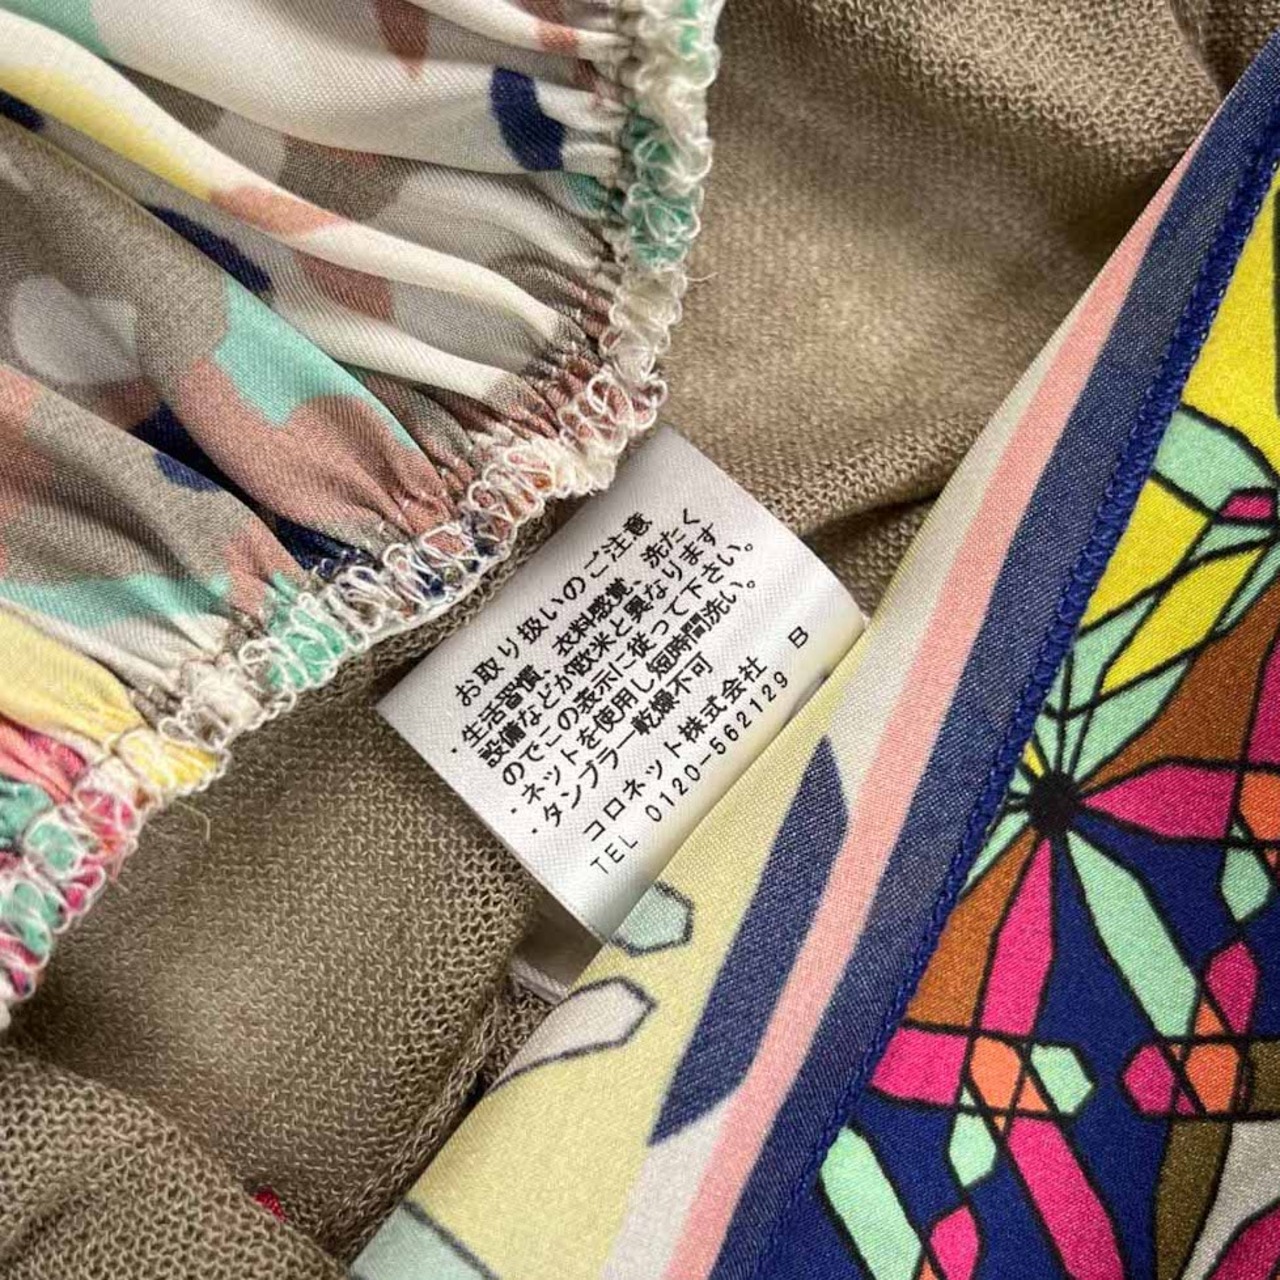 お取り扱いのご注意
・生活習慣、衣料感覚、洗たく
設備などが欧米と異なります
のでこの表示に従って下さい。
・ネットを使用し短時間洗い。
・タンブラー乾燥不可
コロネット株式会社
TEL 0120-562129 B